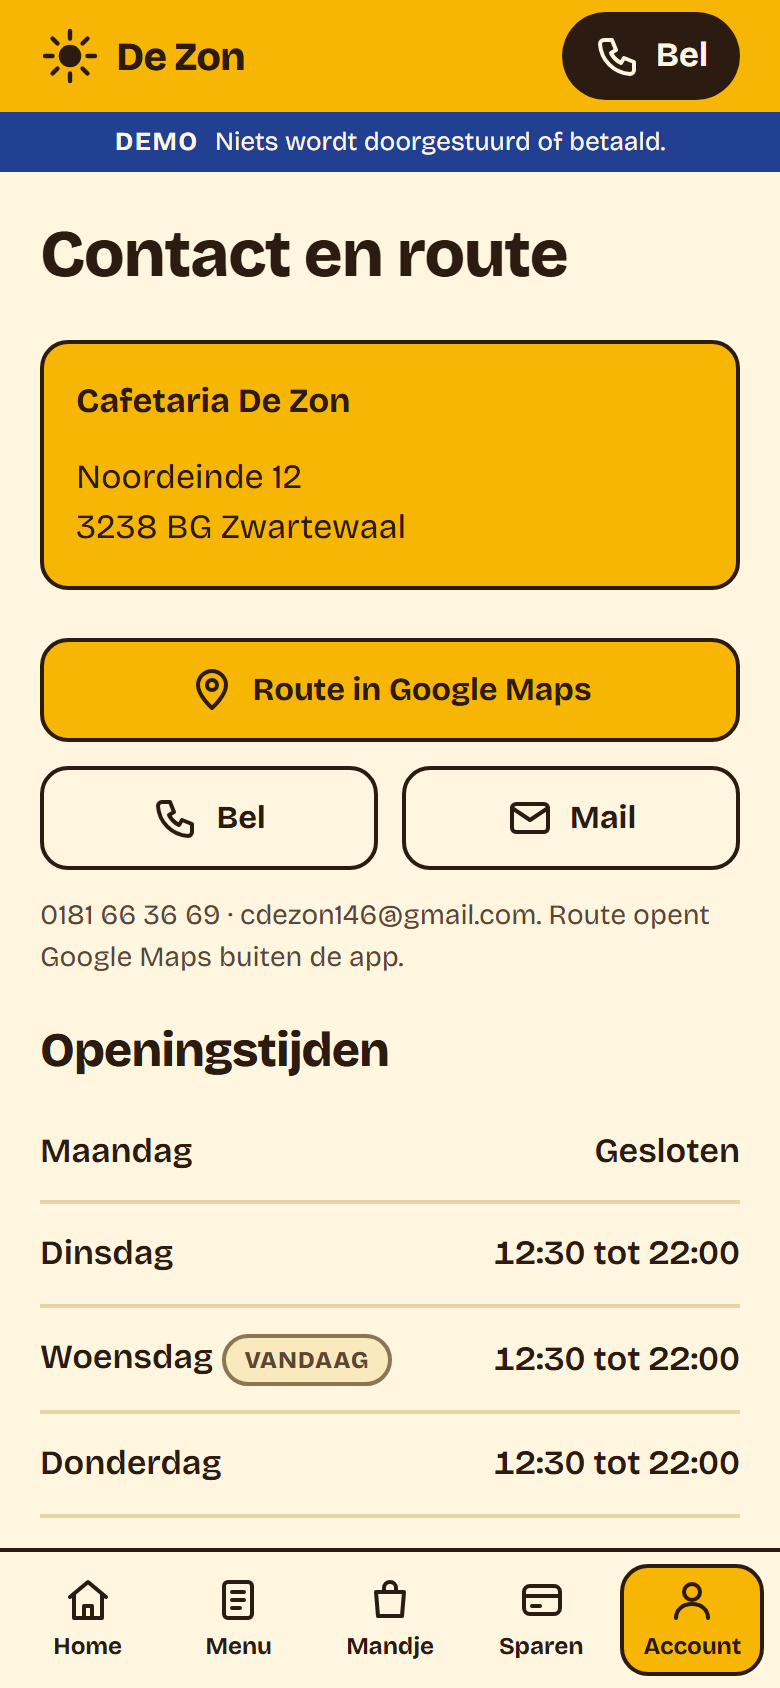 De Zon
Bel
DEMO Niets wordt doorgestuurd of betaald.
Contact en route
Cafetaria De Zon
Noordeinde 12
3238 BG Zwartewaal
Route in Google Maps
Bel
Mail
0181 66 36 69 · cdezon146@gmail.com. Route opent
Google Maps buiten de app.
Openingstijden
Maandag Gesloten
Dinsdag 12:30 tot 22:00
Woensdag VANDAAG 12:30 tot 22:00
Donderdag 12:30 tot 22:00
Home Menu Mandje Sparen Account